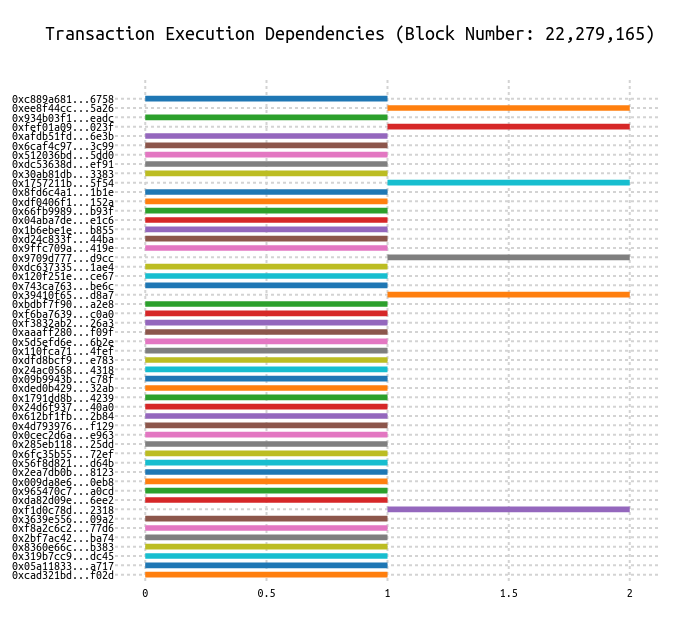 Transaction Execution Dependencies (Block Number: 22,279,165)
0xc889a681...6758
0xee8f44cc...5a26
0x934b03f1...eadc
0xfef01a09...023f
0xafdb51fd...6e3b
0x6caf4c97...3c99
0x512036bd...5dd0
0xdc53638d...ef91
0x30ab81db...3383
0x1757211b...5f54
0x8fd6c4a1...1b1e
0xdf0406f1...152a
0x66fb9989...b93f
0x04aba7de...e1c6
0x1b6ebe1e...b855
0xd24c833f...44ba
0x9ffc709a...419e
0x9709d777...d9cc
0xdc637335...1ae4
0x120f251e...ce67
0x743ca763...be6c
0x39410f65...d8a7
0xbdbf7f90...a2e8
0xf6ba7639...c0a0
0xf3832ab2...26a3
0xaaaff280...f09f
0x5d5efd6e...6b2e
0x110fca71...4fef
0xdfd8bcf9...e783
0x24ac0568...4318
0x09b9943b...c78f
0xded0b429...32ab
0x1791dd8b...4239
0x24d6f937...40a0
0x612bf1fb...2b84
0x4d793976...f129
0x0cec2d6a...e963
0x285eb118...25dd
0x6fc35b55...72ef
0x56f8d821...d64b
0x2ea7db0b...8123
0x009da8e6...0eb8
0x965470c7...a0cd
0xda82d09e...6ee2
0xf1d0c78d...2318
0x3639e556...09a2
0xf8a2c6c2...77d6
0x2bf7ac42...ba74
0x8360e66c...b383
0x319b7cc9...dc45
0x05a11833...a717
0xcad321bd...f02d
0 0.5 1 1.5 2